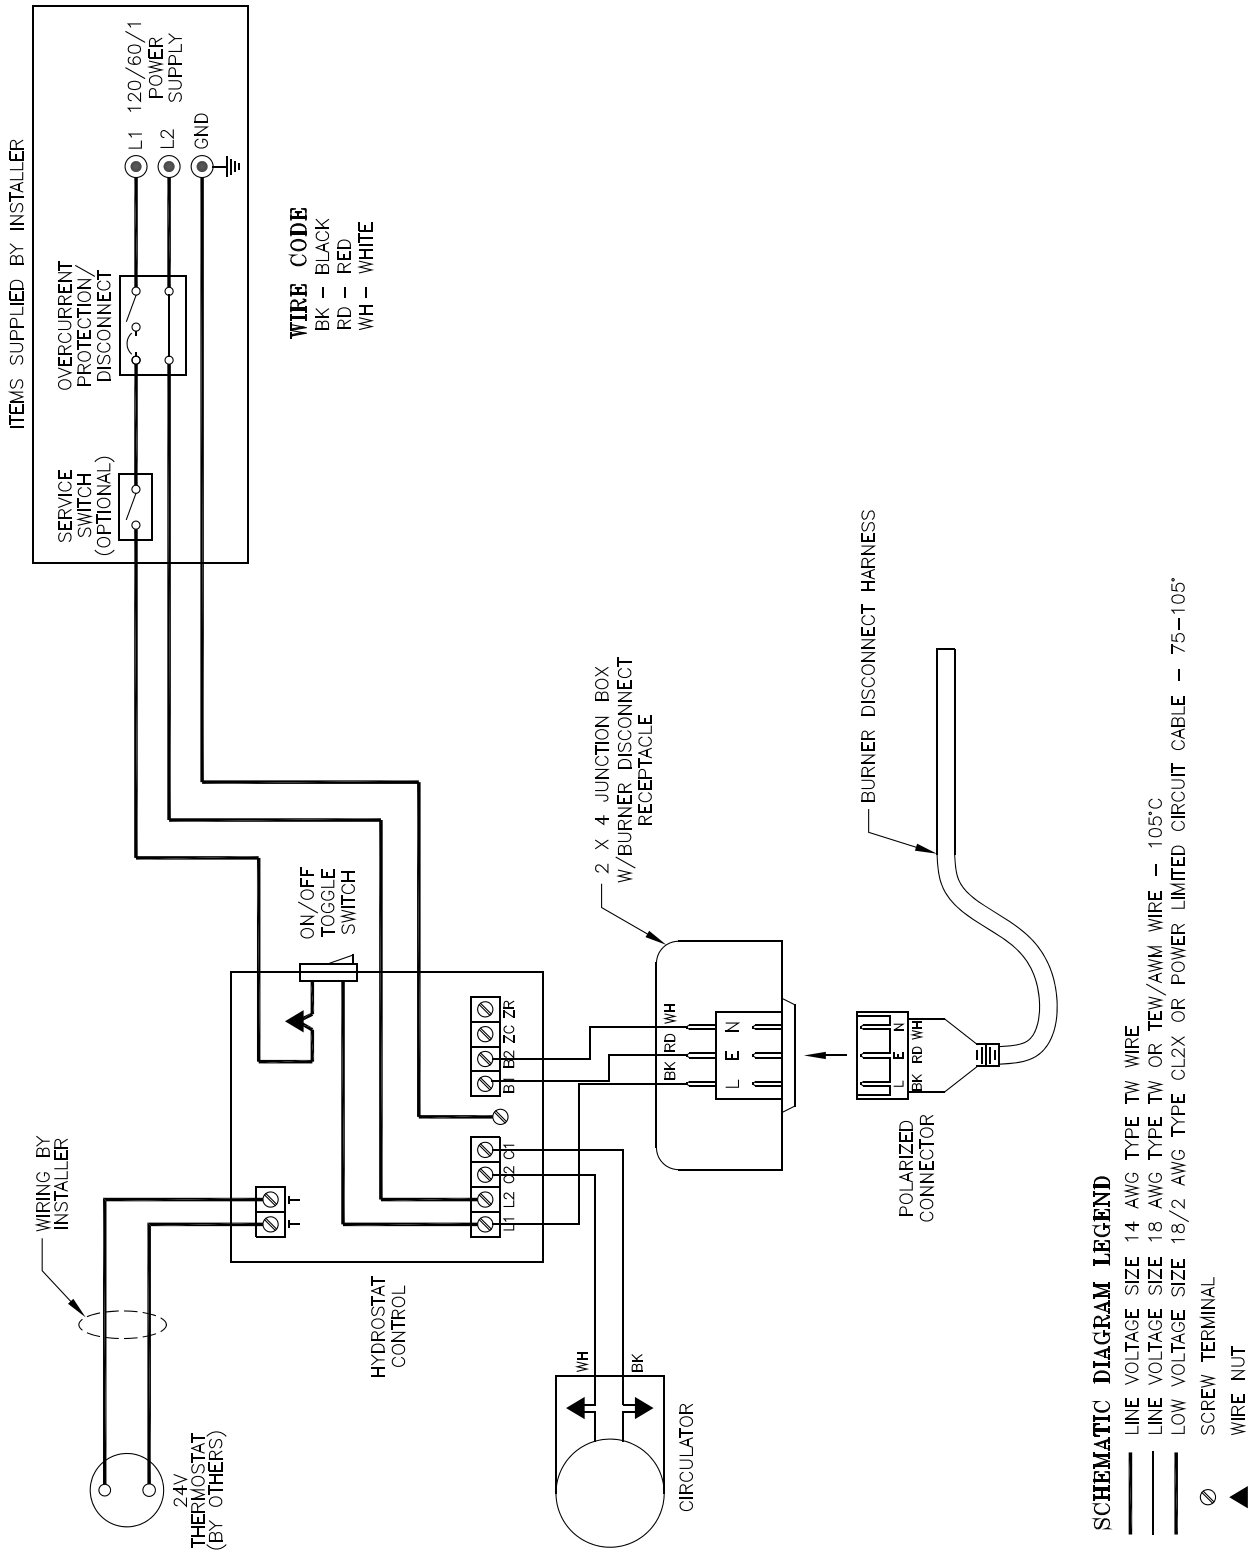 ITEMS SUPPLIED BY INSTALLER
L1
120/60/1
POWER
SUPPLY
L2
GND
OVERCURRENT
PROTECTION/
DISCONNECT
SERVICE
SWITCH
(OPTIONAL)
WIRE CODE
BK – BLACK
RD – RED
WH – WHITE
ON/OFF
TOGGLE
SWITCH
WIRING BY
INSTALLER
24V
THERMOSTAT
(BY OTHERS)
T T
HYDROSTAT
CONTROL
L1 L2 C2 C1
B1 B2 ZC ZR
WH
BK
CIRCULATOR
2 X 4 JUNCTION BOX
W/BURNER DISCONNECT
RECEPTACLE
BK RD WH
L E N
L E N
BK RD WH
POLARIZED
CONNECTOR
BURNER DISCONNECT HARNESS
SCHEMATIC DIAGRAM LEGEND
LINE VOLTAGE SIZE 14 AWG TYPE TW WIRE
LINE VOLTAGE SIZE 18 AWG TYPE TW OR TEW/AWM WIRE – 105°C
LOW VOLTAGE SIZE 18/2 AWG TYPE CL2X OR POWER LIMITED CIRCUIT CABLE – 75–105°
SCREW TERMINAL
WIRE NUT